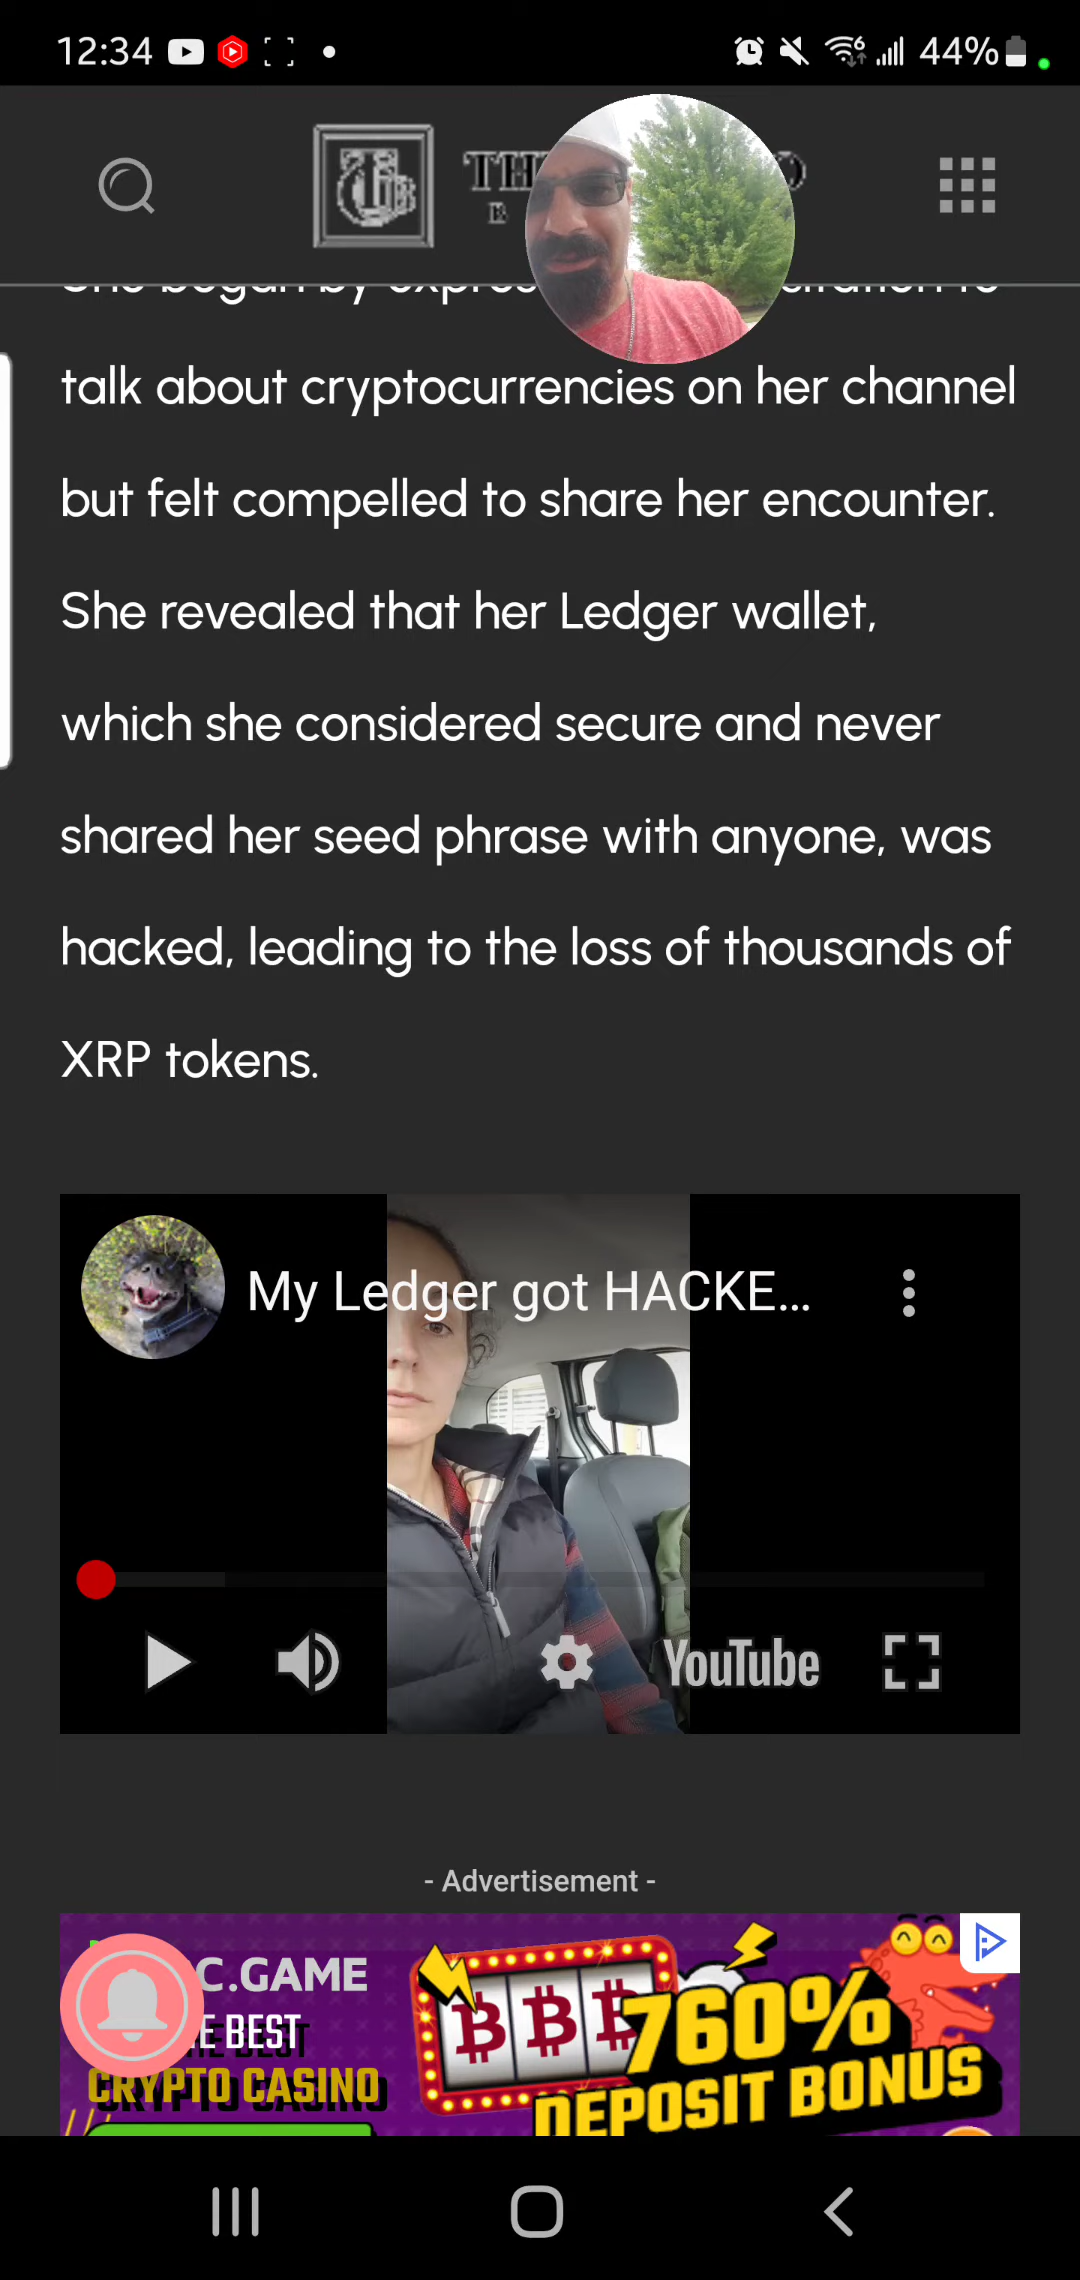 12:34
44%
TH
B
talk about cryptocurrencies on her channel
but felt compelled to share her encounter.
She revealed that her Ledger wallet,
which she considered secure and never
shared her seed phrase with anyone, was
hacked, leading to the loss of thousands of
XRP tokens.
My Ledger got HACKE...
YouTube
- Advertisement -
C.GAME
E BEST
CRYPTO CASINO
760%
DEPOSIT BONUS